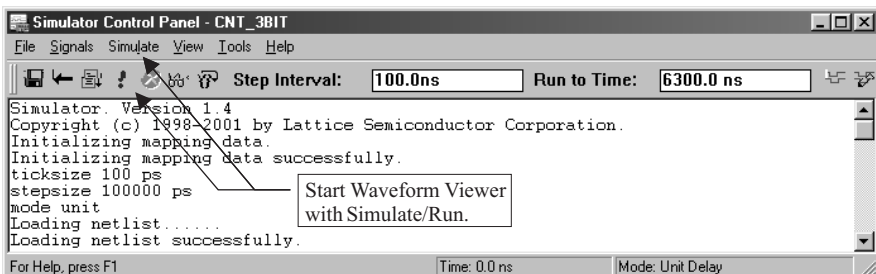 Simulator Control Panel - CNT_3BIT
File Signals Simulate View Tools Help
Step Interval: 100.0ns Run to Time: 6300.0 ns
Simulator. Version 1.4
Copyright (c) 1998-2001 by Lattice Semiconductor Corporation.
Initializing mapping data.
Initializing mapping data successfully.
ticksize 100 ps
stepsize 100000 ps
mode unit
Loading netlist......
Loading netlist successfully.
Start Waveform Viewer
with Simulate/Run.
For Help, press F1 Time: 0.0 ns Mode: Unit Delay